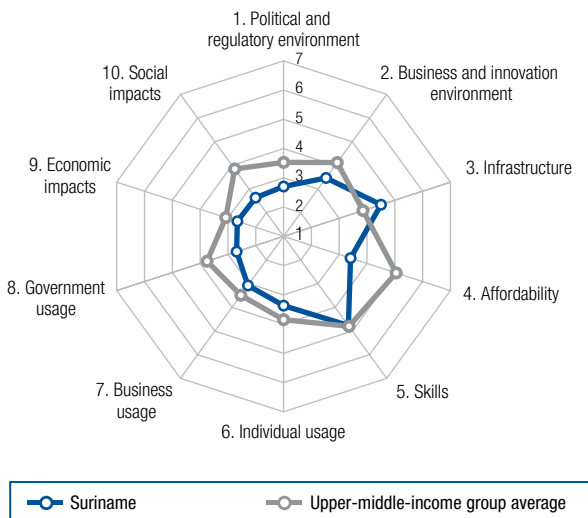 1. Political and
regulatory environment
2. Business and innovation
environment
3. Infrastructure
4. Affordability
5. Skills
6. Individual usage
7. Business
usage
8. Government
usage
9. Economic
impacts
10. Social
impacts
7
6
5
4
3
2
1
Suriname
Upper-middle-income group average